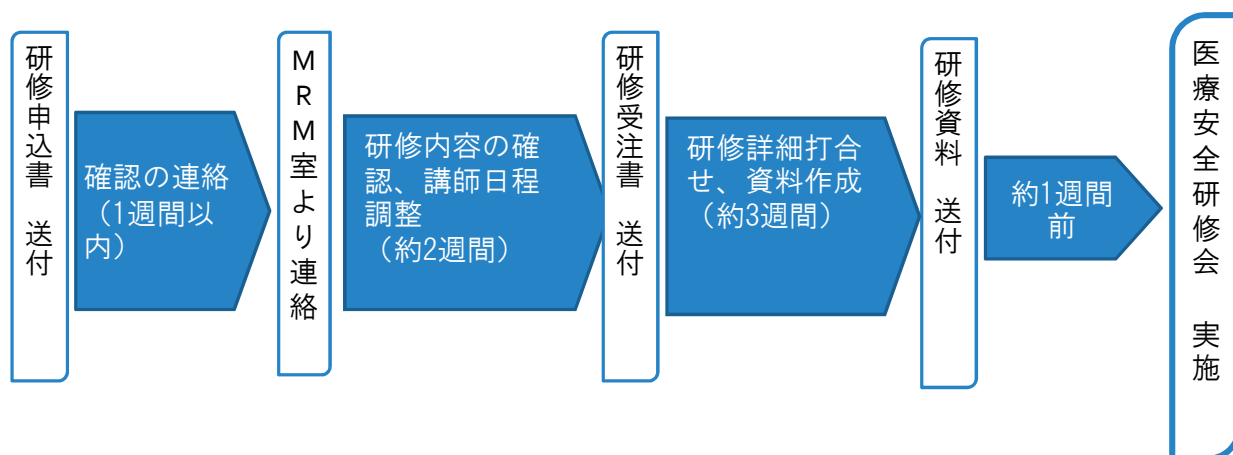 研修申込書　送付
確認の連絡
（1週間以
内）
MRM室より連絡
研修内容の確
認、講師日程
調整
（約2週間）
研修受注書　送付
研修詳細打合
せ、資料作成
（約3週間）
研修資料　送付
約1週間
前
医療安全研修会　実施